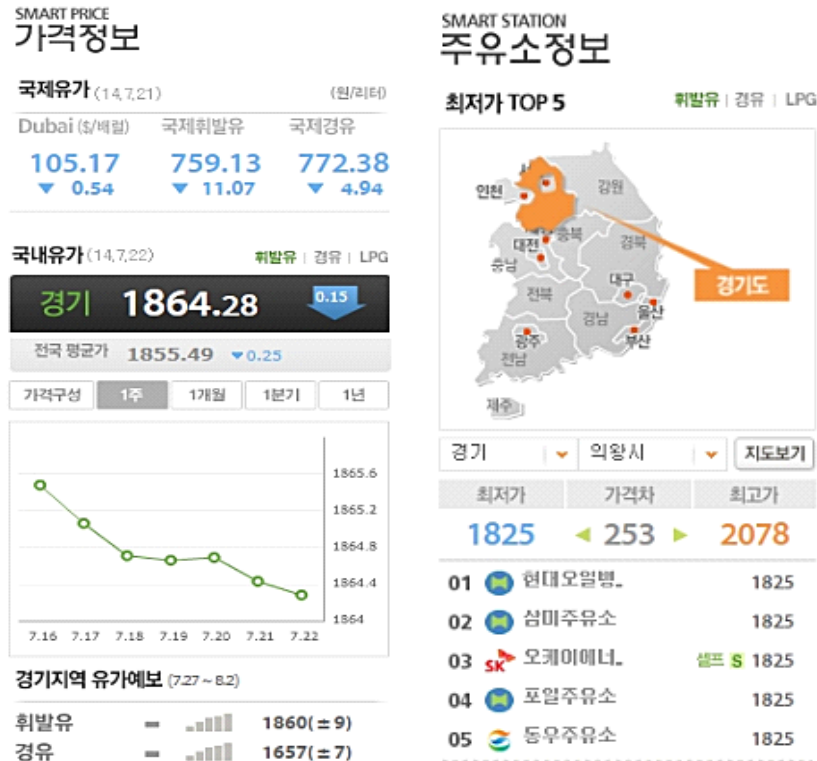 SMART PRICE
가격정보
국제유가 (14,7,21) (원/리터)
Dubai ($/배럴) 국제휘발유 국제경유
105.17 759.13 772.38
▼ 0.54 ▼ 11.07 ▼ 4.94
국내유가 (14,7,22) 휘발유 | 경유 | LPG
경기 1864.28 0.15
전국 평균가 1855.49 ▼0.25
가격구성 1주 1개월 1분기 1년
1865.6
1865.2
1864.8
1864.4
1864
7.16 7.17 7.18 7.19 7.20 7.21 7.22
경기지역 유가예보 (7.27 ~ 8.2)
휘발유 1860(±9)
경유 1657(±7)
SMART STATION
주유소정보
최저가 TOP 5 휘발유 | 경유 | LPG
인천
강원
충북
대전
경북
충남
대구
전북
경기도
울산
경남
광주
부산
전남
제주
경기 의왕시 지도보기
최저가 가격차 최고가
1825 ◀ 253 ▶ 2078
01 현대오일뱅.. 1825
02 삼미주유소 1825
03 SK 오케이에너.. 셀프 S 1825
04 포일주유소 1825
05 동우주유소 1825